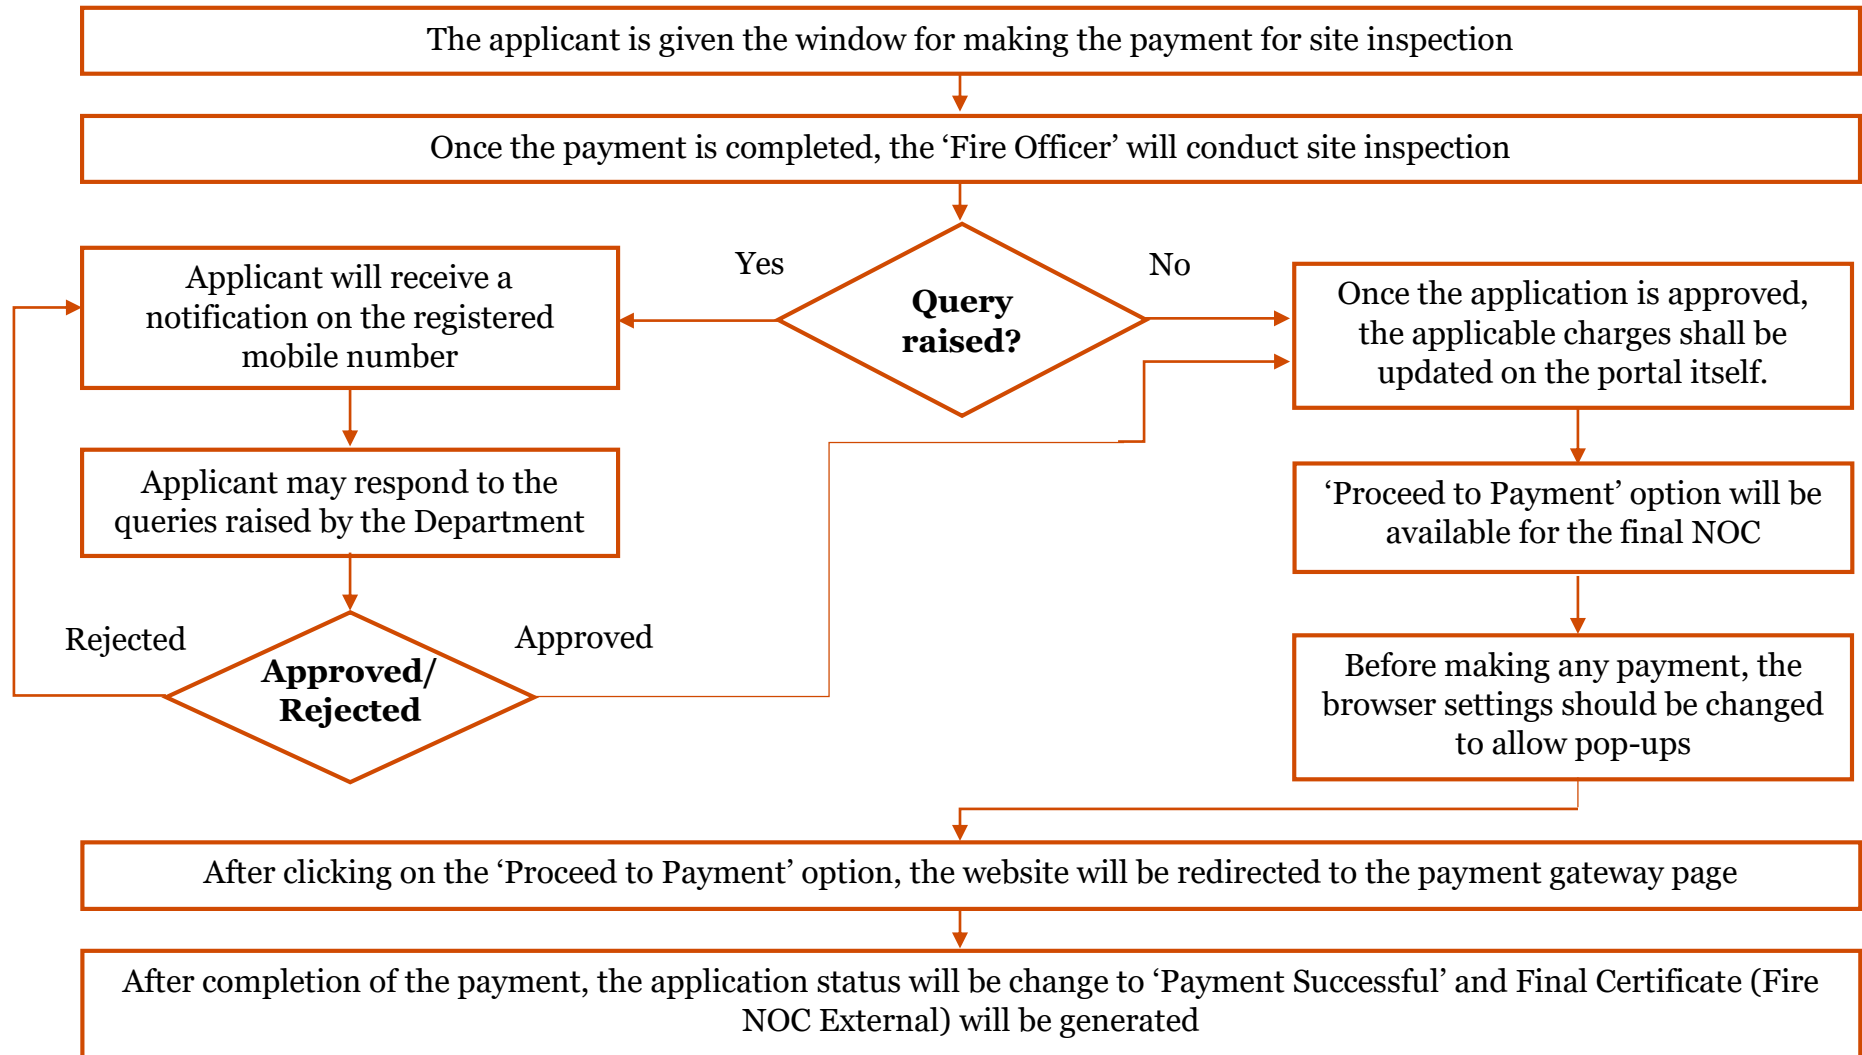 The applicant is given the window for making the payment for site inspection
Once the payment is completed, the ‘Fire Officer’ will conduct site inspection
Yes
No
Query
raised?
Applicant will receive a
notification on the registered
mobile number
Once the application is approved,
the applicable charges shall be
updated on the portal itself.
Applicant may respond to the
queries raised by the Department
‘Proceed to Payment’ option will be
available for the final NOC
Rejected
Approved
Approved/
Rejected
Before making any payment, the
browser settings should be changed
to allow pop-ups
After clicking on the ‘Proceed to Payment’ option, the website will be redirected to the payment gateway page
After completion of the payment, the application status will be change to ‘Payment Successful’ and Final Certificate (Fire
NOC External) will be generated